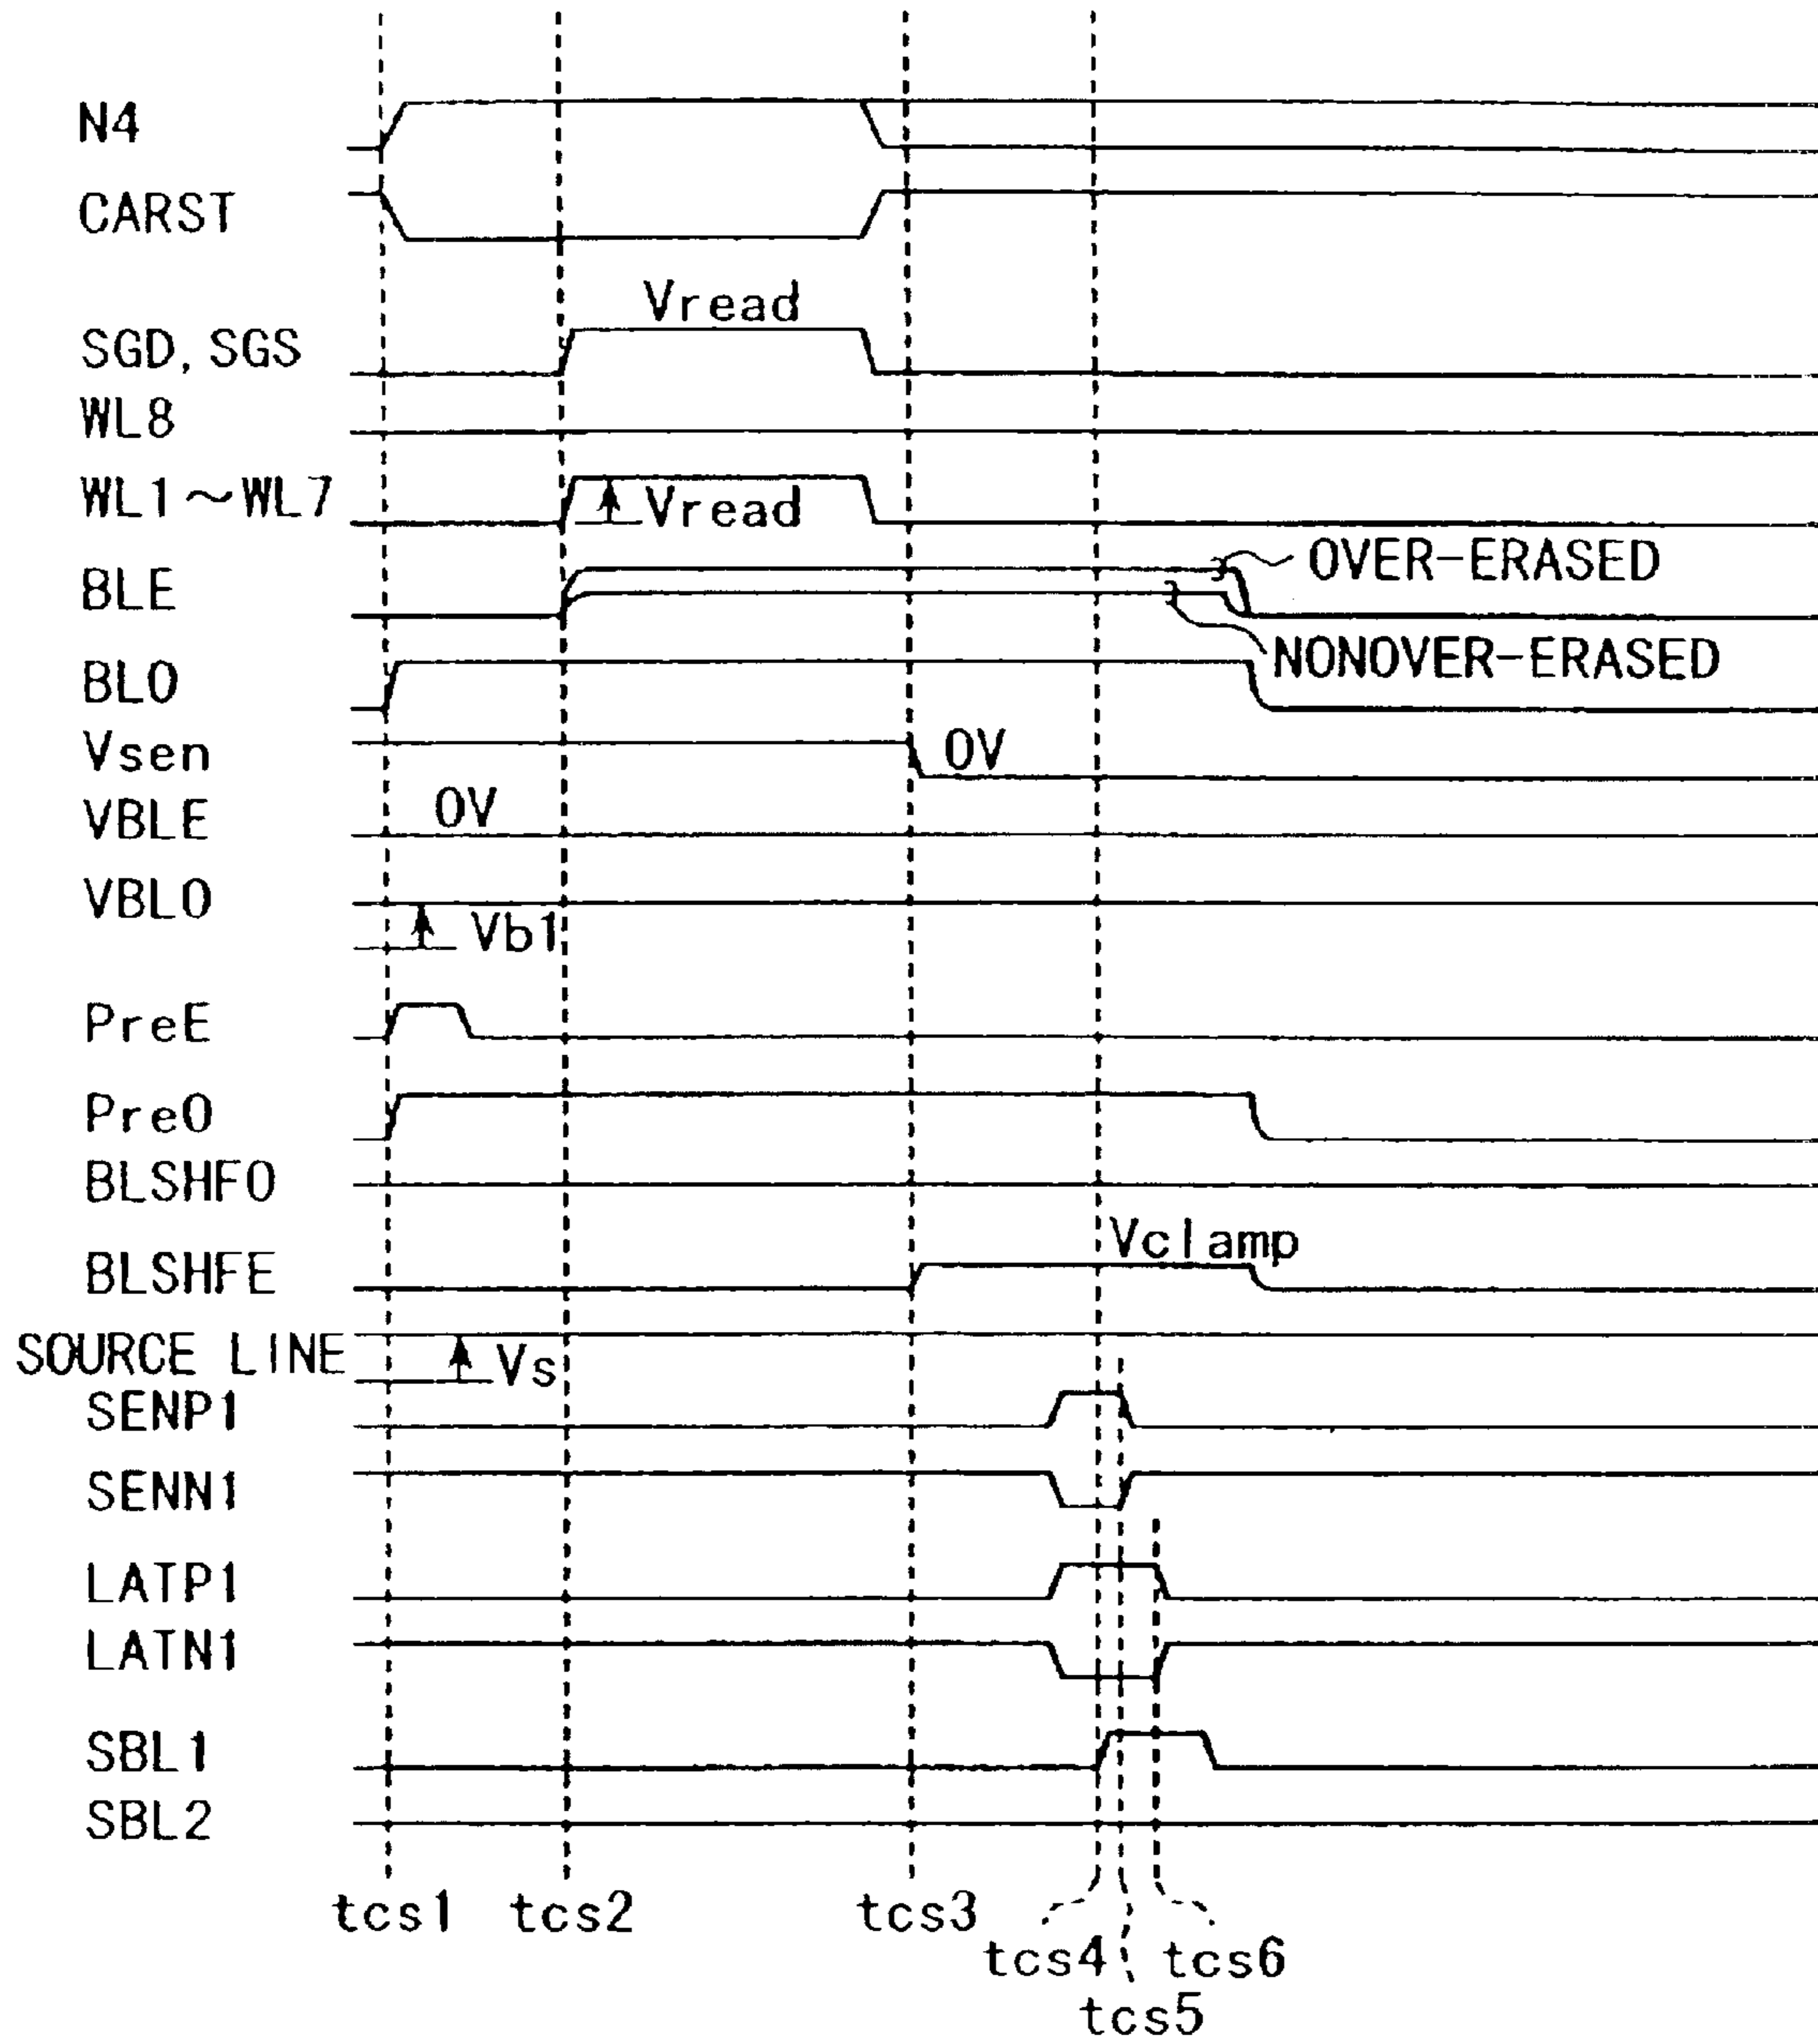 N4
CARST
Vread
SGD, SGS
WL8
WL1～WL7
Vread
OVER-ERASED
BLE
NONOVER-ERASED
BLO
Vsen
0V
VBLE
0V
VBLO
Vb1
PreE
PreO
BLSHFO
BLSHFE
Vclamp
SOURCE LINE
Vs
SENP1
SENN1
LATP1
LATN1
SBL1
SBL2
tcs1 tcs2 tcs3
tcs4 tcs6
tcs5